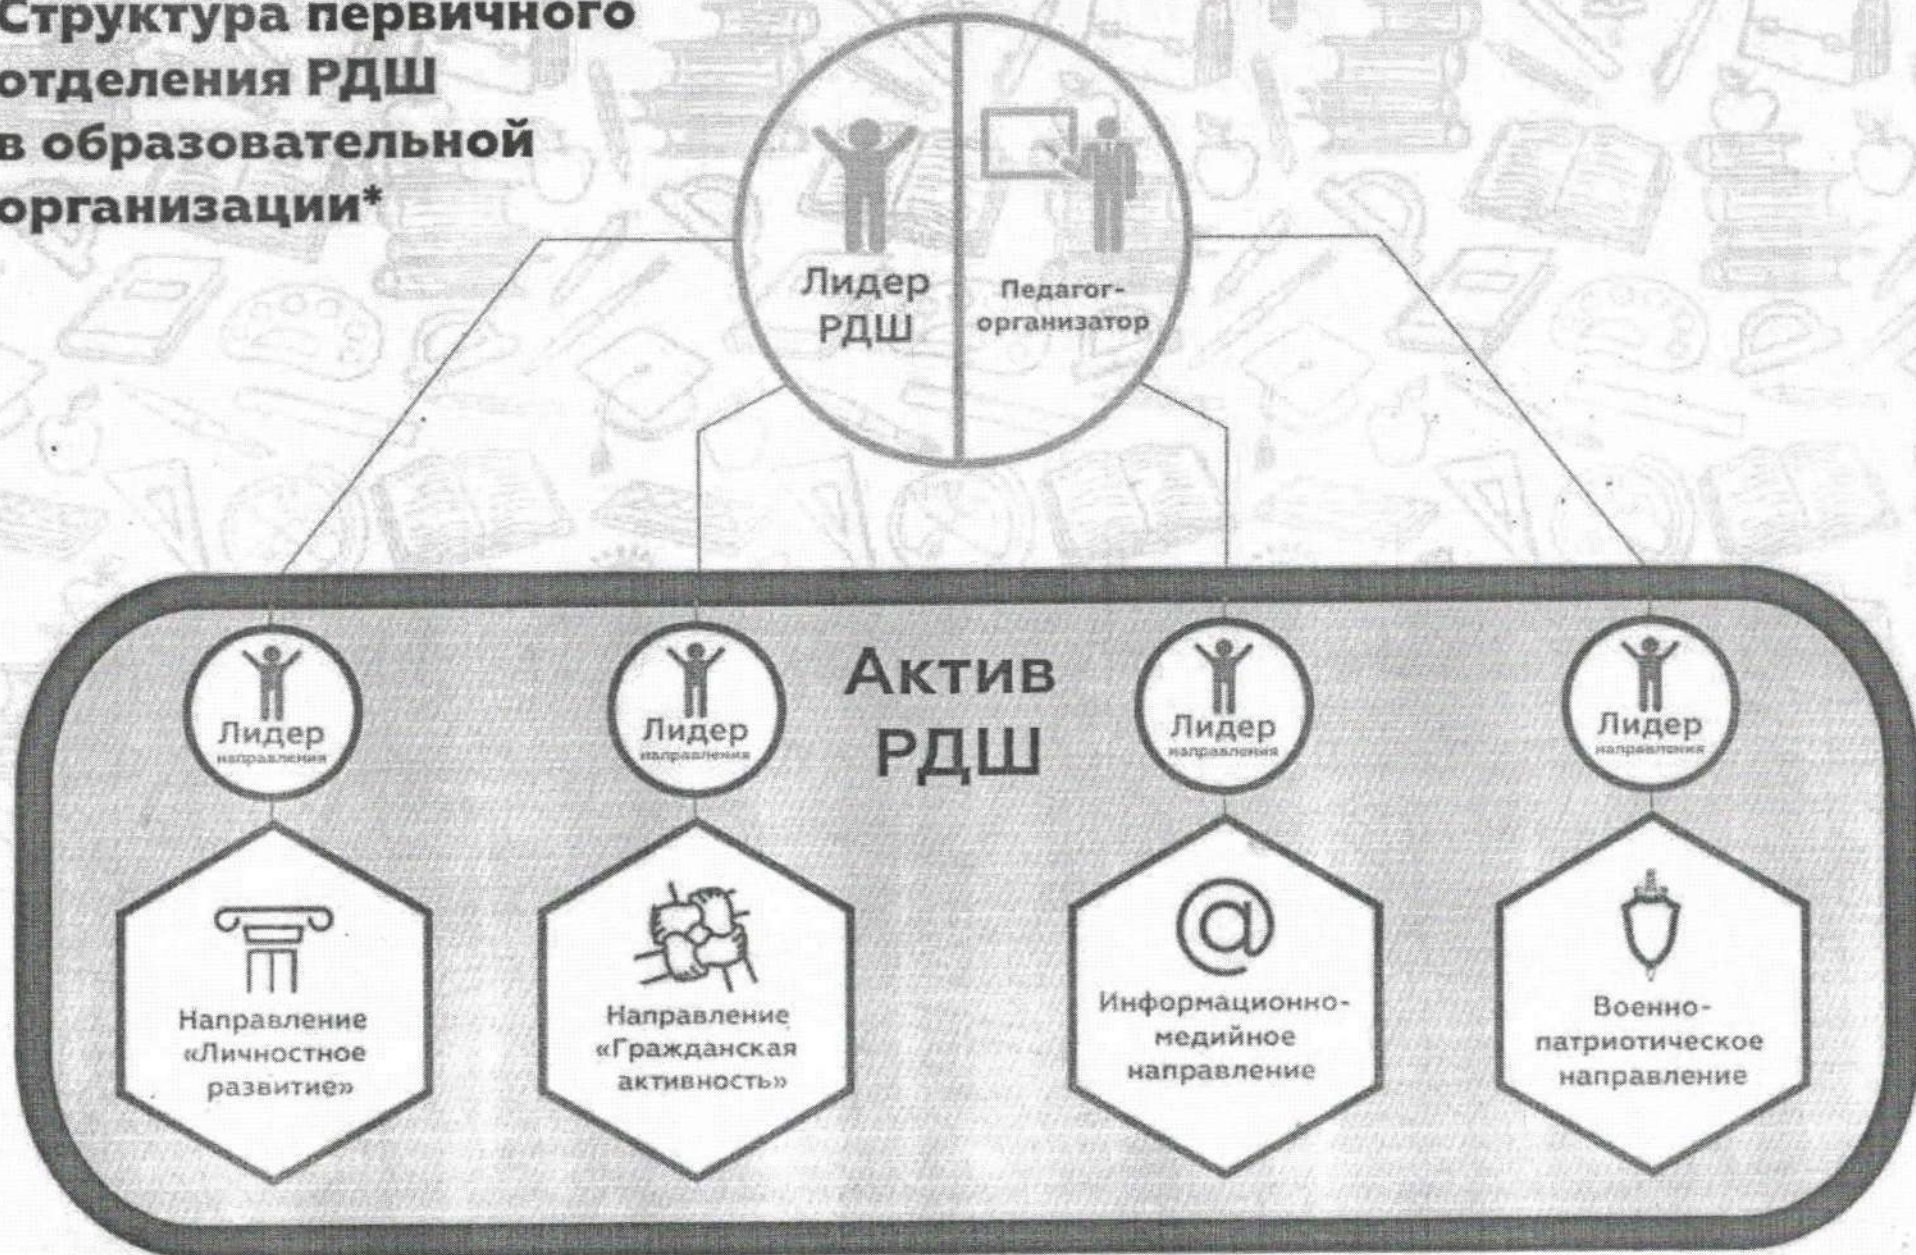 Структура первичного
отделения РДШ
в образовательной
организации*
Лидер
РДШ
Педагог-
организатор
Актив
РДШ
Лидер
направления
Лидер
направления
Лидер
направления
Лидер
направления
Направление
«Личностное
развитие»
Направление
«Гражданская
активность»
Информационно-
медийное
направление
Военно-
патриотическое
направление